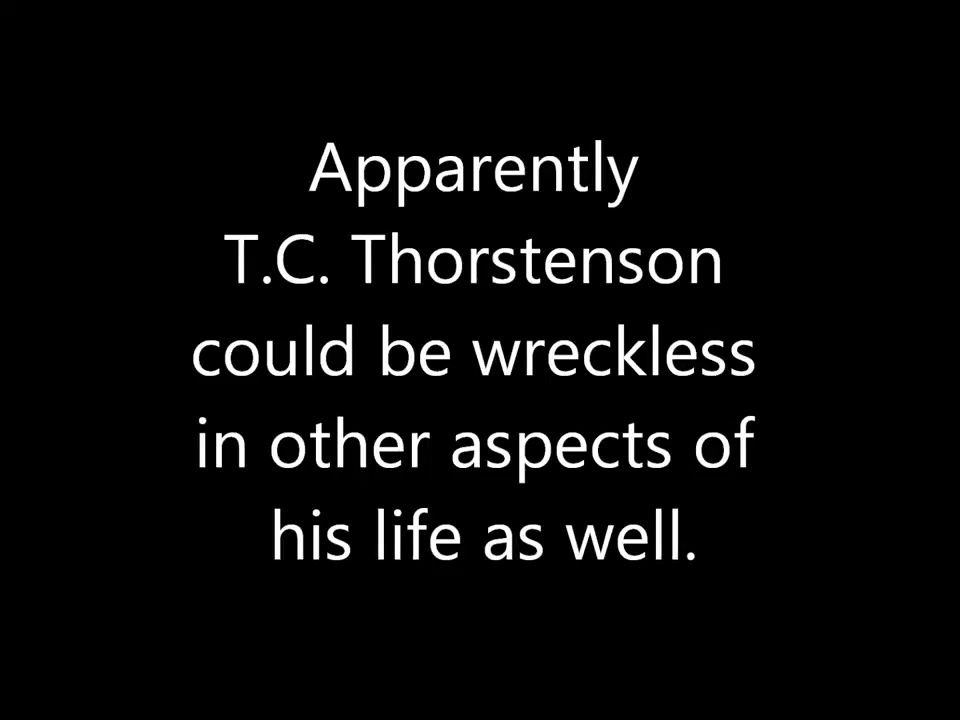 Apparently
T.C. Thorstenson
could be wreckless
in other aspects of
his life as well.